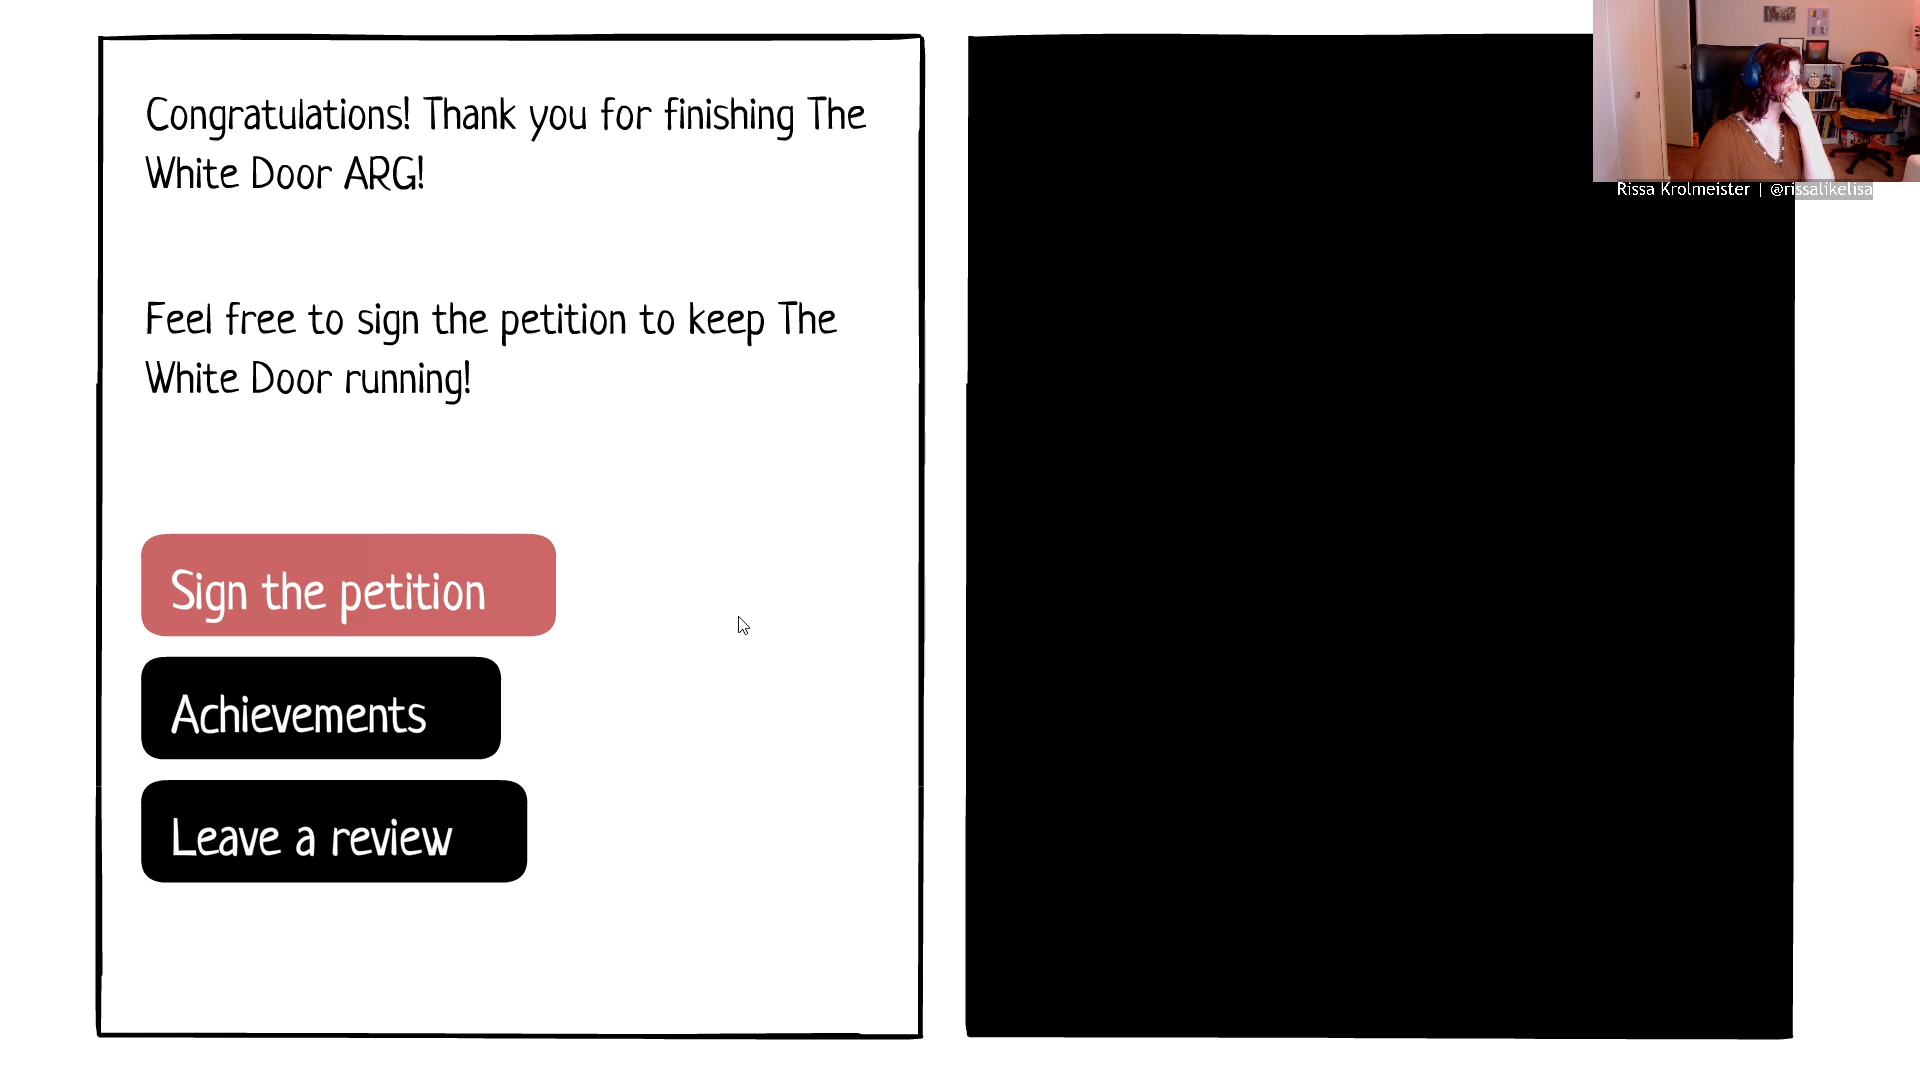 Congratulations! Thank you for finishing The
White Door ARG!
Feel free to sign the petition to keep The
White Door running!
Sign the petition
Achievements
Leave a review
Rissa Krolmeister | @rissalikelisa